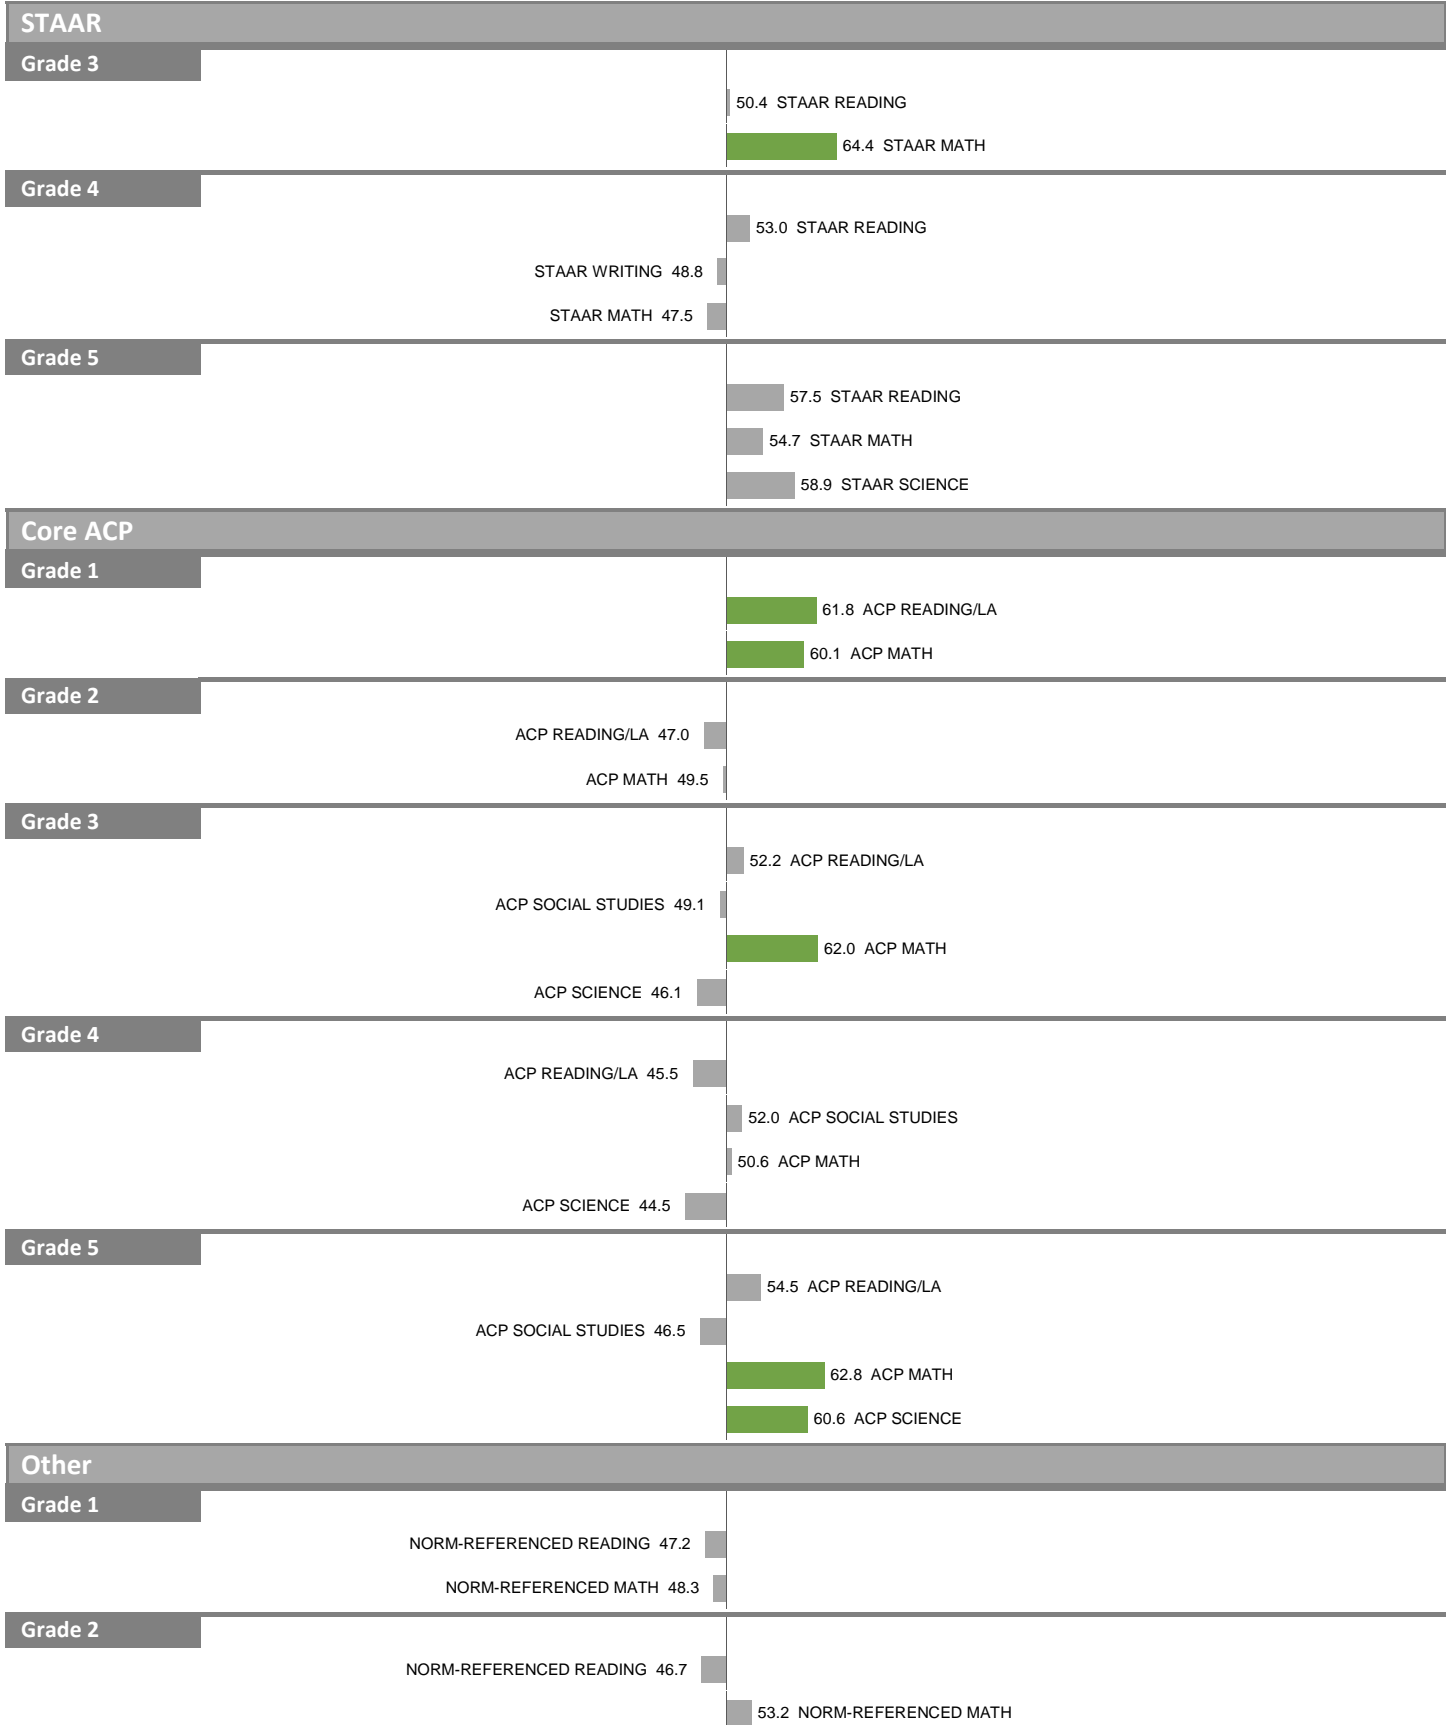 STAAR
Grade 3
50.4 STAAR READING
64.4 STAAR MATH
Grade 4
53.0 STAAR READING
STAAR WRITING 48.8
STAAR MATH 47.5
Grade 5
57.5 STAAR READING
54.7 STAAR MATH
58.9 STAAR SCIENCE
Core ACP
Grade 1
61.8 ACP READING/LA
60.1 ACP MATH
Grade 2
ACP READING/LA 47.0
ACP MATH 49.5
Grade 3
52.2 ACP READING/LA
ACP SOCIAL STUDIES 49.1
62.0 ACP MATH
ACP SCIENCE 46.1
Grade 4
ACP READING/LA 45.5
52.0 ACP SOCIAL STUDIES
50.6 ACP MATH
ACP SCIENCE 44.5
Grade 5
54.5 ACP READING/LA
ACP SOCIAL STUDIES 46.5
62.8 ACP MATH
60.6 ACP SCIENCE
Other
Grade 1
NORM-REFERENCED READING 47.2
NORM-REFERENCED MATH 48.3
Grade 2
NORM-REFERENCED READING 46.7
53.2 NORM-REFERENCED MATH